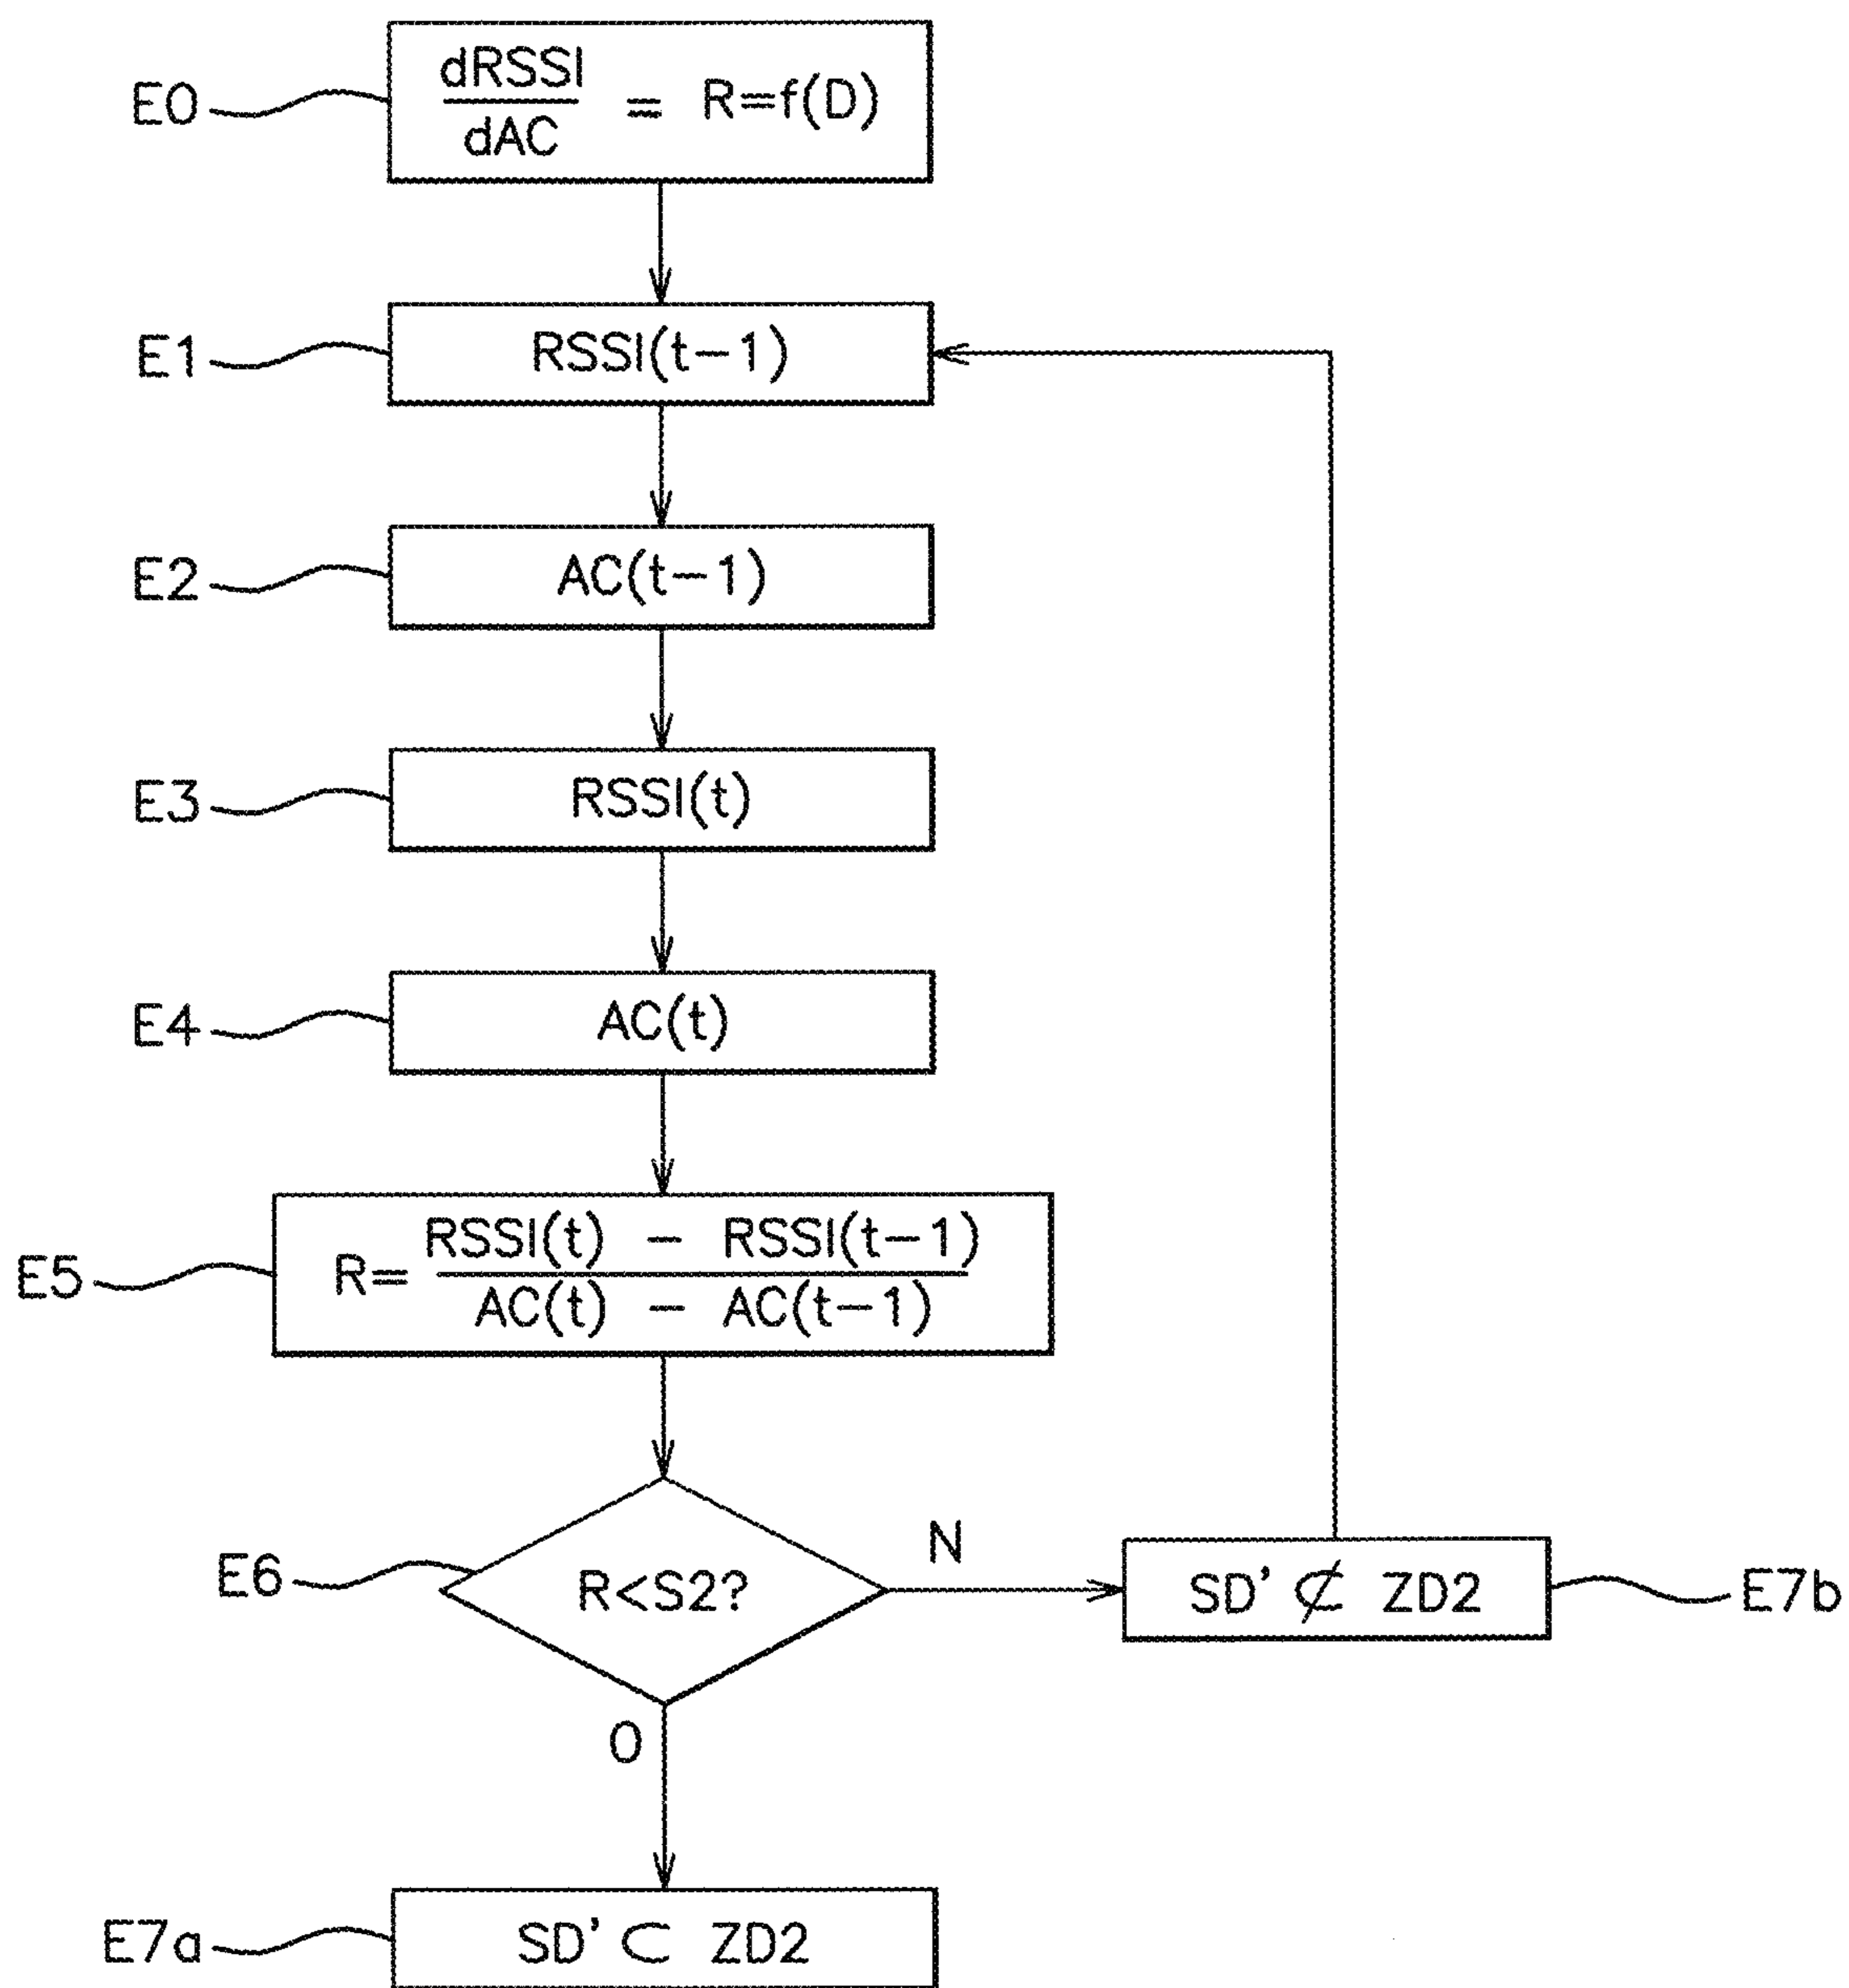 E0
dRSSI
dAC
= R=f(D)
E1
RSSI(t-1)
E2
AC(t-1)
E3
RSSI(t)
E4
AC(t)
E5
R=
RSSI(t) - RSSI(t-1)
AC(t) - AC(t-1)
E6
R<S2?
N
SD' ⊄ ZD2
E7b
O
E7a
SD' ⊂ ZD2